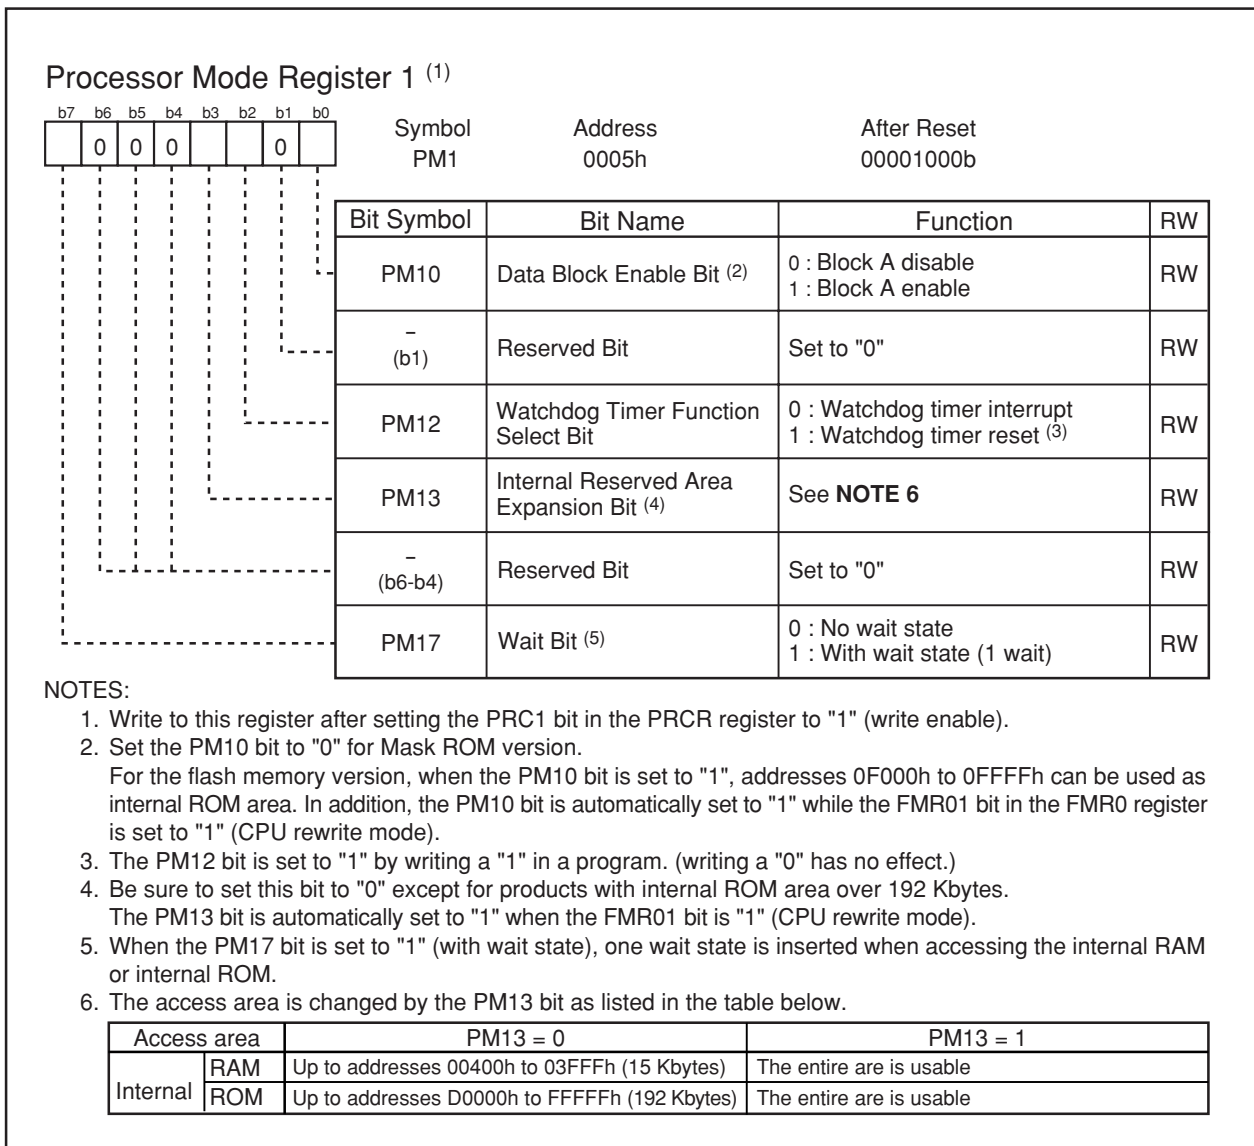 Processor Mode Register 1 (1)
b7 b6 b5 b4 b3 b2 b1 b0
0 0 0 0
Symbol Address After Reset
PM1 0005h 00001000b
Bit Symbol Bit Name Function RW
PM10 Data Block Enable Bit (2) 0 : Block A disable
1 : Block A enable RW
–
(b1) Reserved Bit Set to "0" RW
PM12 Watchdog Timer Function
Select Bit 0 : Watchdog timer interrupt
1 : Watchdog timer reset (3) RW
PM13 Internal Reserved Area
Expansion Bit (4) See NOTE 6 RW
–
(b6-b4) Reserved Bit Set to "0" RW
PM17 Wait Bit (5) 0 : No wait state
1 : With wait state (1 wait) RW
NOTES:
1. Write to this register after setting the PRC1 bit in the PRCR register to "1" (write enable).
2. Set the PM10 bit to "0" for Mask ROM version.
For the flash memory version, when the PM10 bit is set to "1", addresses 0F000h to 0FFFFh can be used as
internal ROM area. In addition, the PM10 bit is automatically set to "1" while the FMR01 bit in the FMR0 register
is set to "1" (CPU rewrite mode).
3. The PM12 bit is set to "1" by writing a "1" in a program. (writing a "0" has no effect.)
4. Be sure to set this bit to "0" except for products with internal ROM area over 192 Kbytes.
The PM13 bit is automatically set to "1" when the FMR01 bit is "1" (CPU rewrite mode).
5. When the PM17 bit is set to "1" (with wait state), one wait state is inserted when accessing the internal RAM
or internal ROM.
6. The access area is changed by the PM13 bit as listed in the table below.
Access area PM13 = 0 PM13 = 1
Internal RAM Up to addresses 00400h to 03FFFh (15 Kbytes) The entire are is usable
ROM Up to addresses D0000h to FFFFFh (192 Kbytes) The entire are is usable